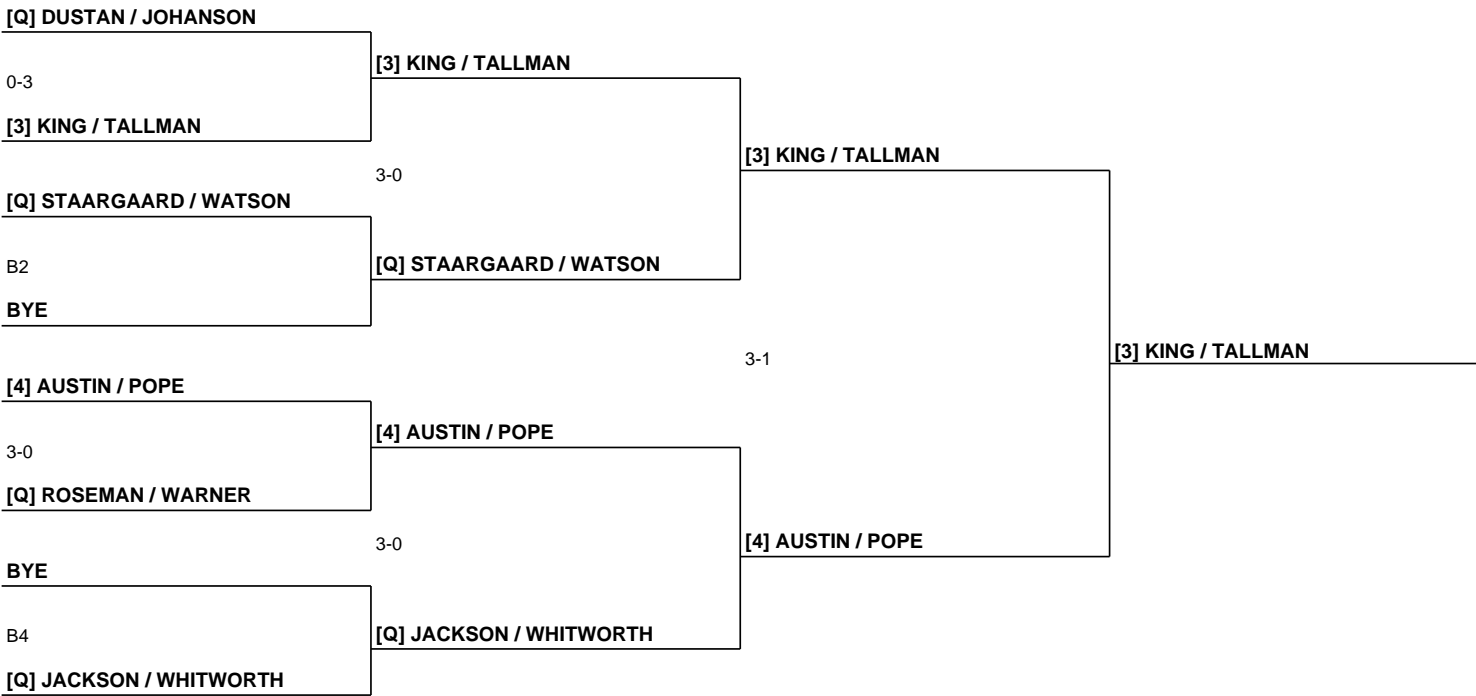 [Q] DUSTAN / JOHANSON
0-3
[3] KING / TALLMAN
[Q] STAARGAARD / WATSON
B2
BYE
[4] AUSTIN / POPE
3-0
[Q] ROSEMAN / WARNER
BYE
B4
[Q] JACKSON / WHITWORTH
[3] KING / TALLMAN
3-0
[Q] STAARGAARD / WATSON
[4] AUSTIN / POPE
3-0
[Q] JACKSON / WHITWORTH
[3] KING / TALLMAN
3-1
[4] AUSTIN / POPE
[3] KING / TALLMAN